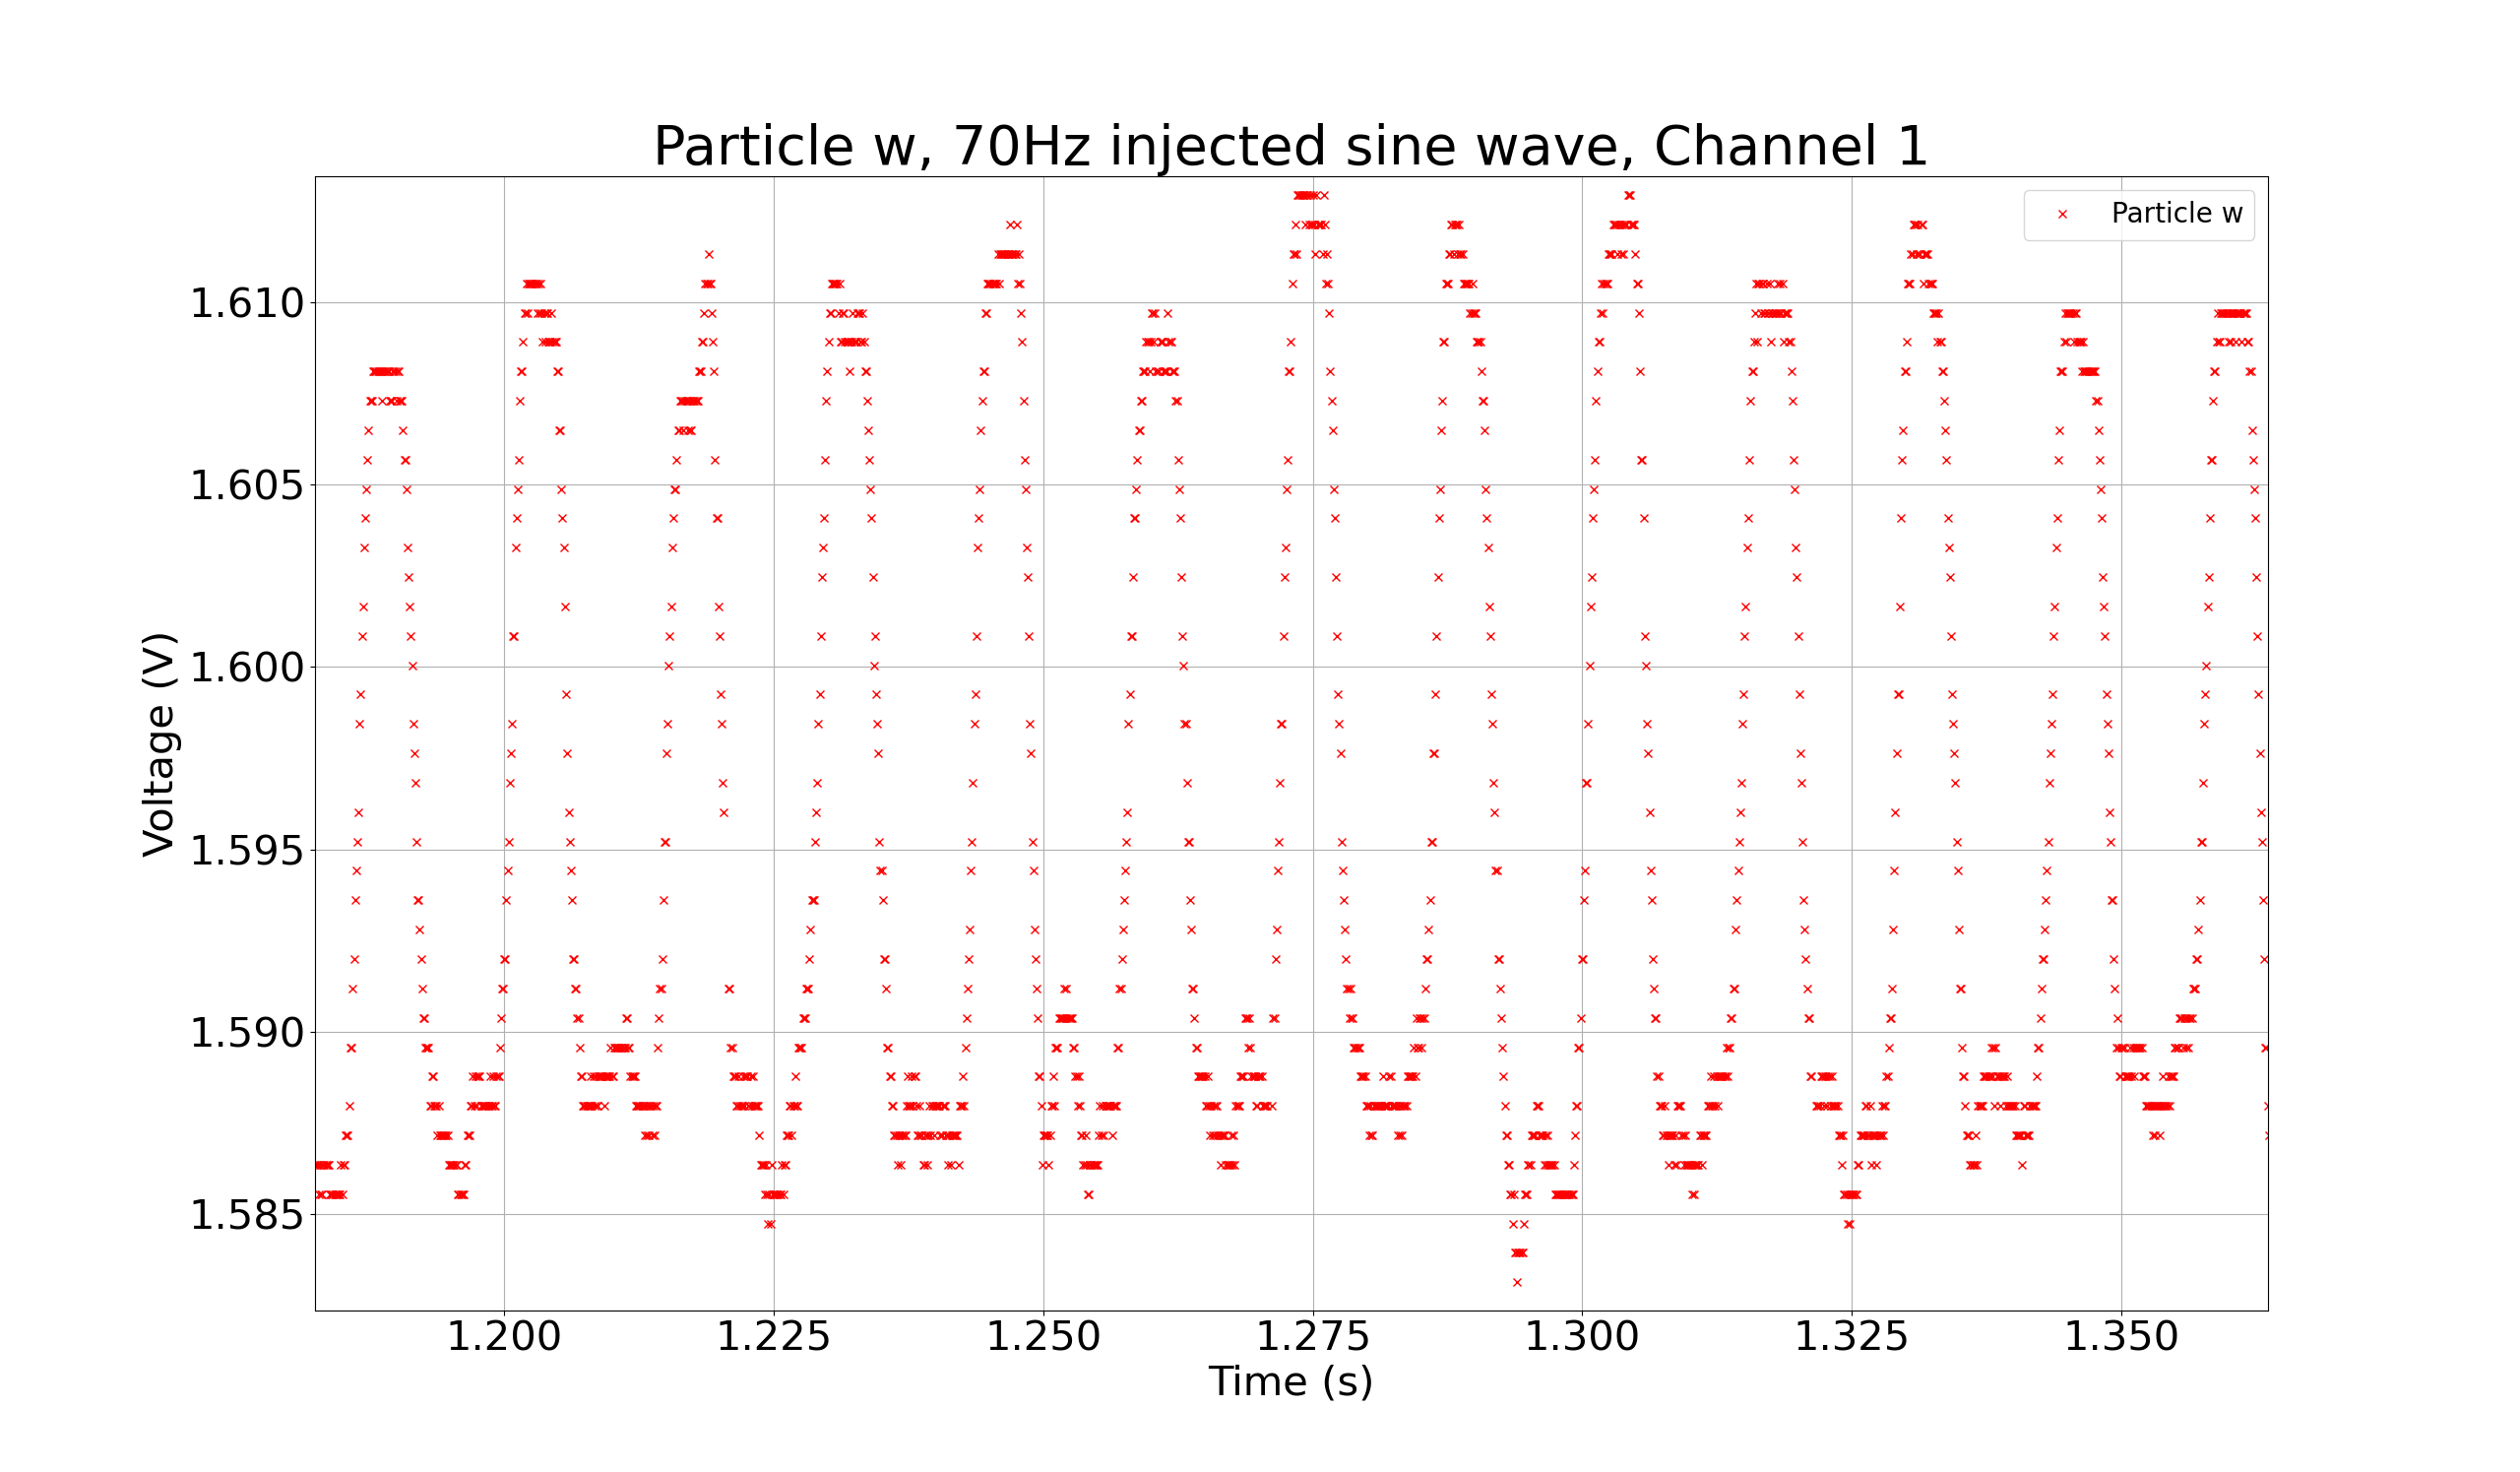 Particle w, 70Hz injected sine wave, Channel 1
Particle w
1.610
1.605
1.600
1.595
1.590
1.585
Voltage (V)
1.200 1.225 1.250 1.275 1.300 1.325 1.350
Time (s)